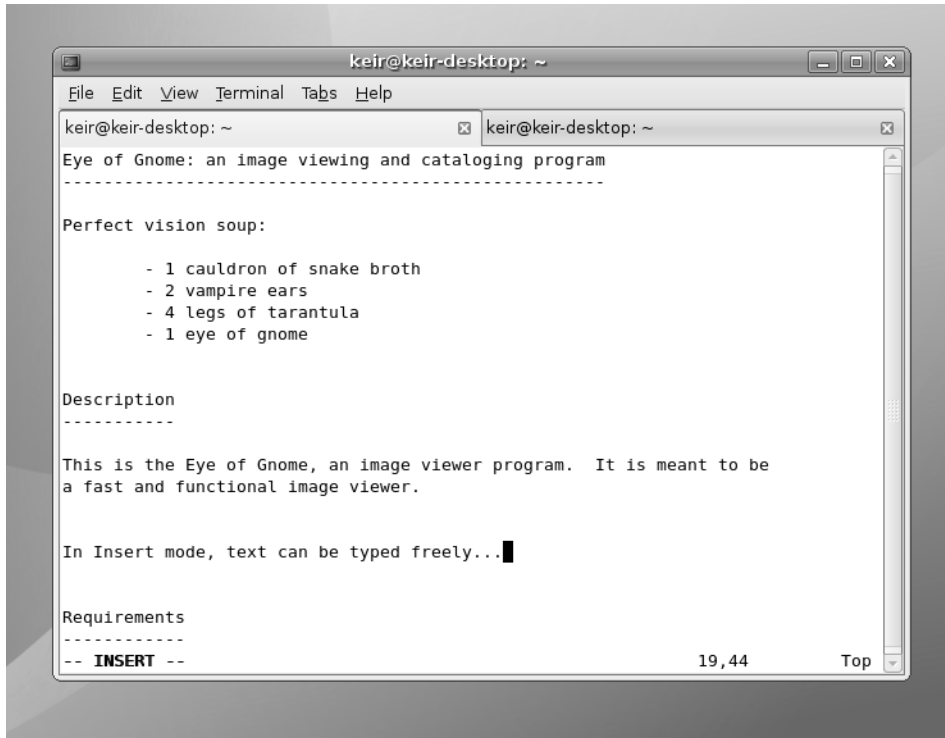 keir@keir-desktop: ~
File Edit View Terminal Tabs Help
keir@keir-desktop: ~ keir@keir-desktop: ~
Eye of Gnome: an image viewing and cataloging program
-----------------------------------------------------
Perfect vision soup:
- 1 cauldron of snake broth
- 2 vampire ears
- 4 legs of tarantula
- 1 eye of gnome
Description
-----------
This is the Eye of Gnome, an image viewer program.  It is meant to be
a fast and functional image viewer.
In Insert mode, text can be typed freely...
Requirements
------------
-- INSERT -- 19,44 Top